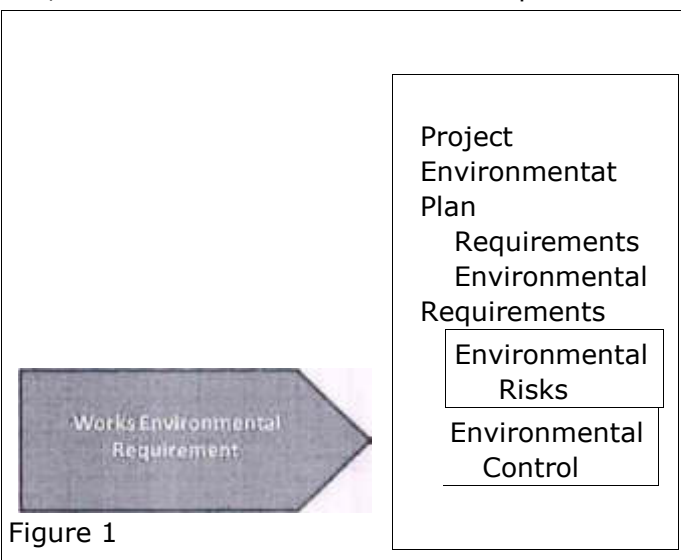 Project
Environmentat
Plan
Requirements
Environmental
Requirements
Environmental
Risks
Environmental
Control
Works Environmental
Requirement
Figure 1